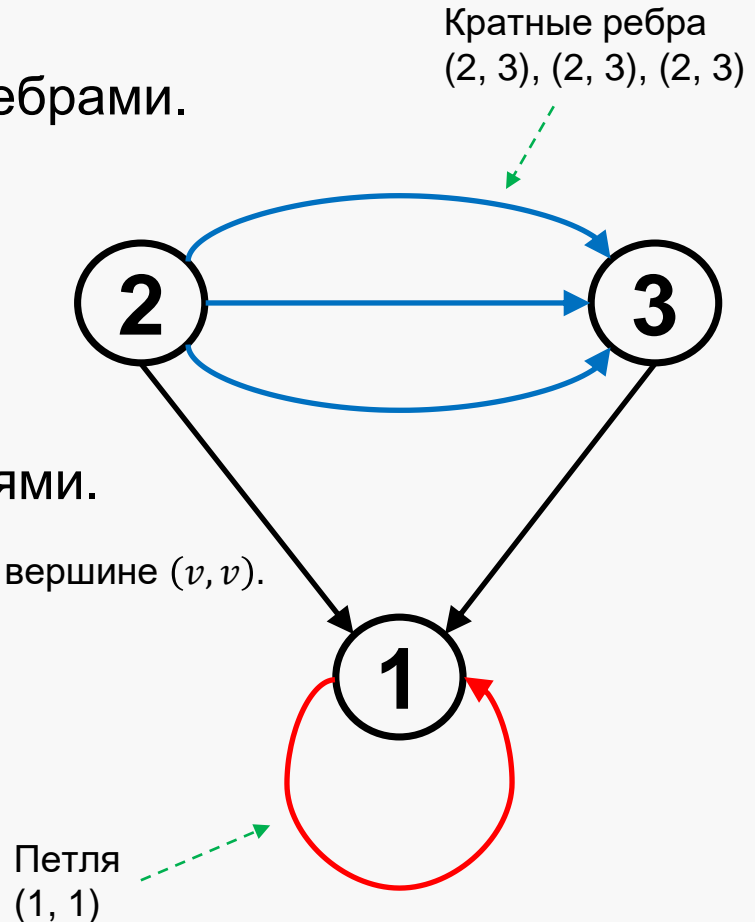 Кратные ребра
(2, 3), (2, 3), (2, 3)
ебрами.
2
3
ями.
вершине (v, v).
1
Петля
(1, 1)